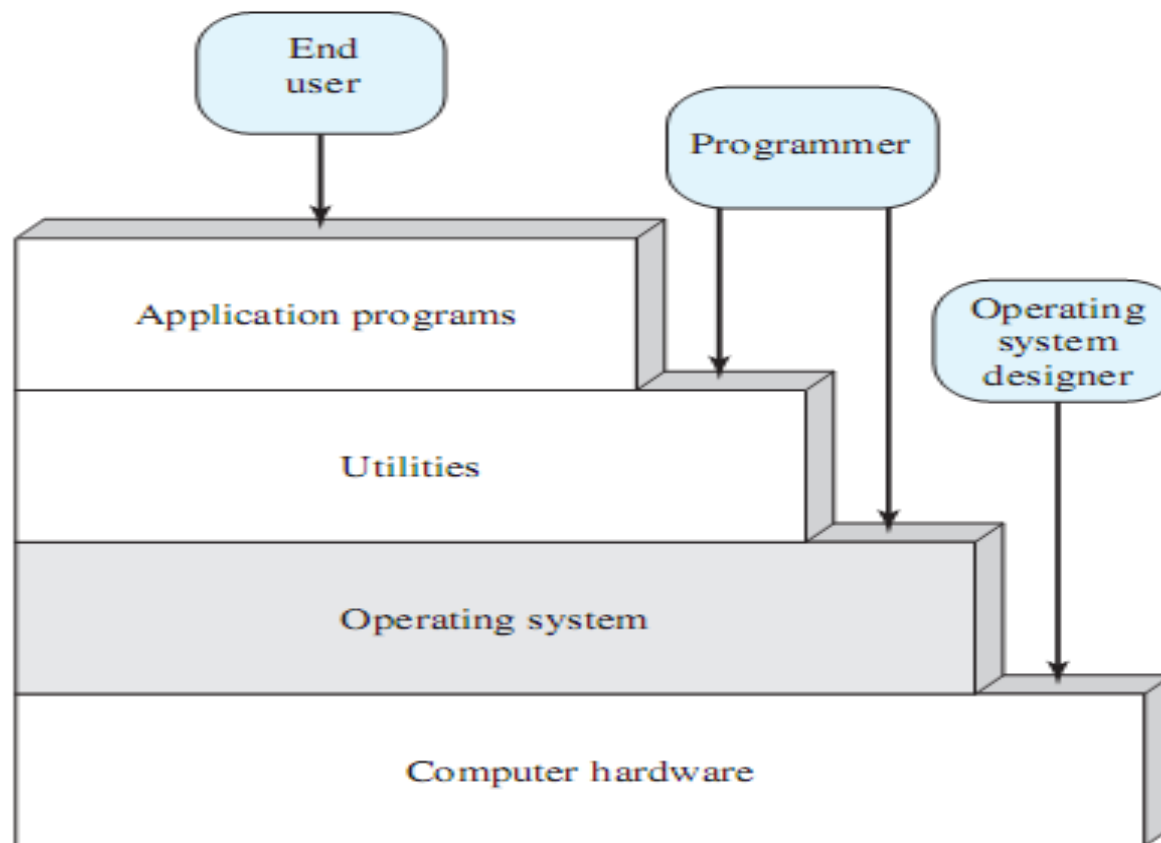 End
user
Programmer
Operating
system
designer
Application programs
Utilities
Operating system
Computer hardware